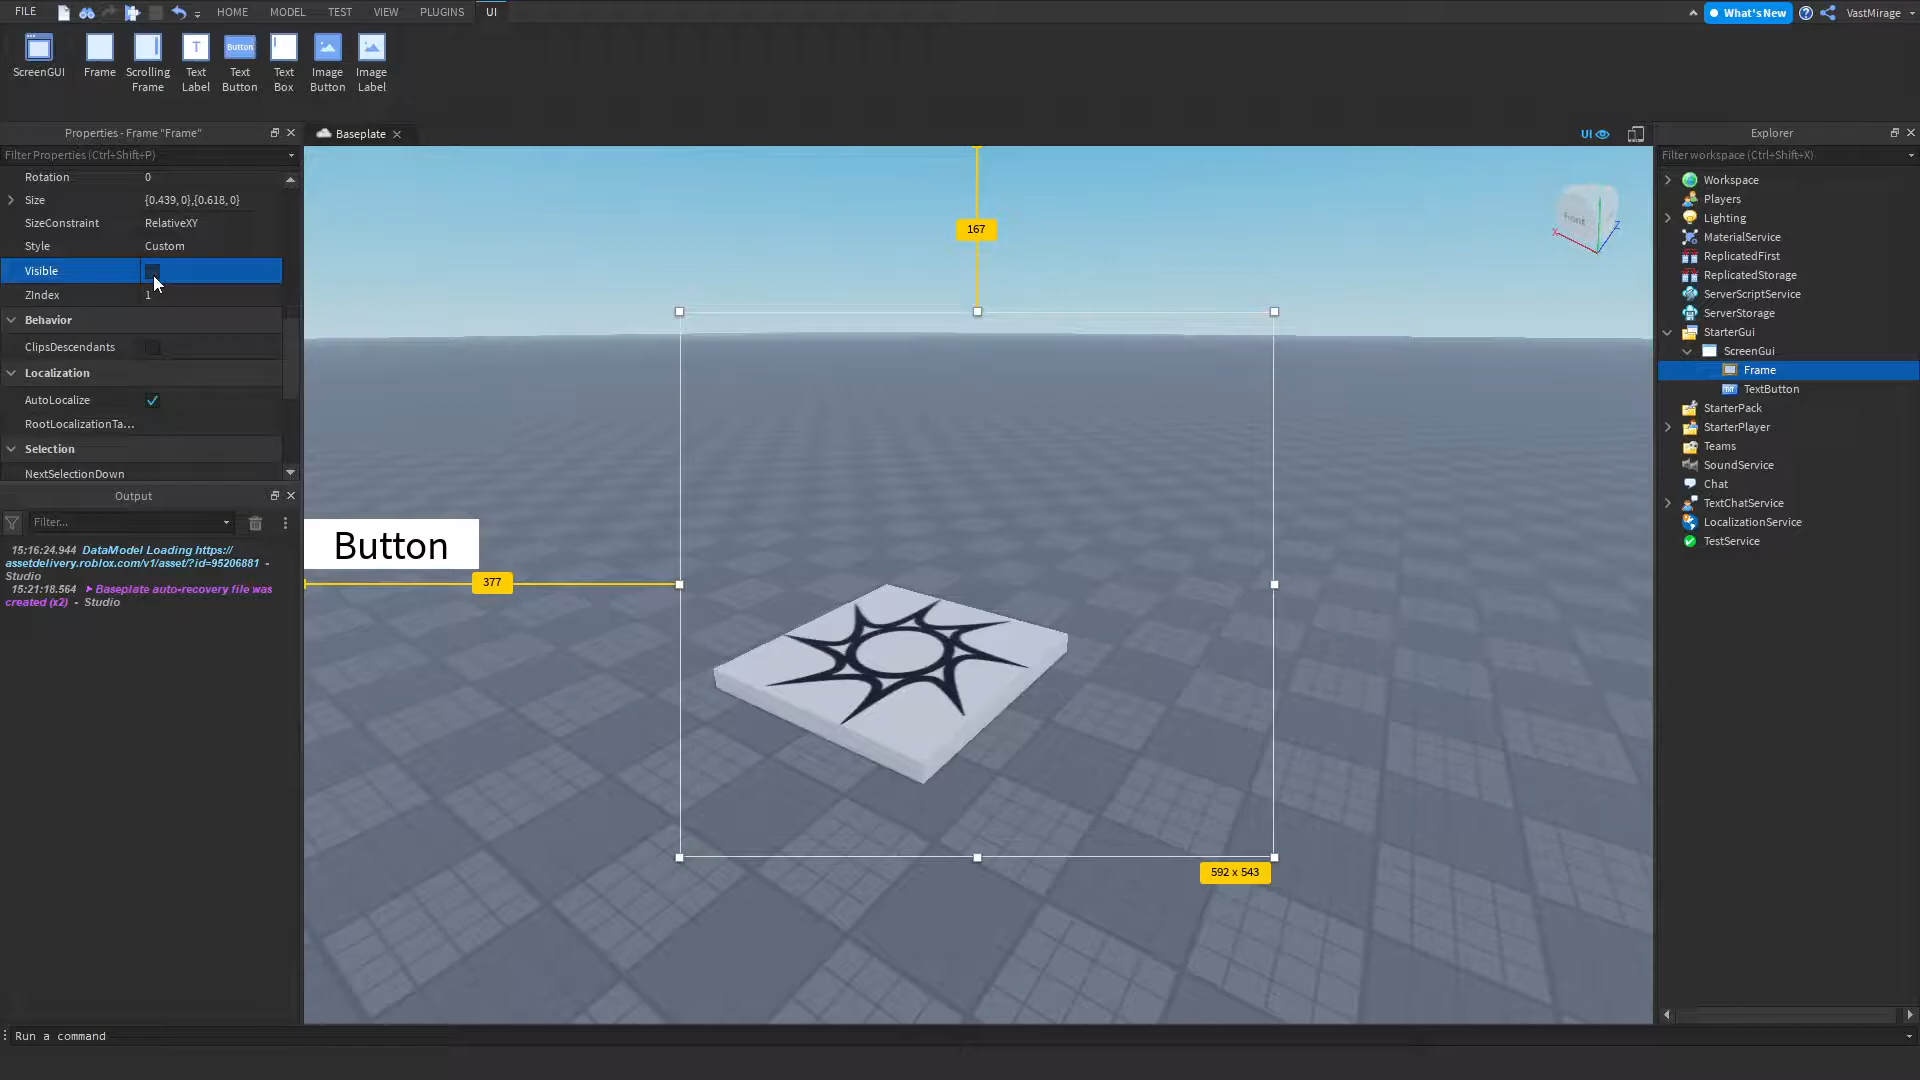 FILE
HOME
MODEL
TEST
VIEW
PLUGINS
UI
What's New
VastMirage
ScreenGUI
Frame
Scrolling
Frame
Text
Label
Button
Text
Button
Text
Box
Image
Button
Image
Label
Properties - Frame "Frame"
Filter Properties (Ctrl+Shift+P)
Rotation 0
Size {0.439, 0},{0.618, 0}
SizeConstraint RelativeXY
Style Custom
Visible
ZIndex 1
Behavior
ClipsDescendants
Localization
AutoLocalize
RootLocalizationTa...
Selection
NextSelectionDown
Output
Filter...
15:16:24.944 DataModel Loading https://
assetdelivery.roblox.com/v1/asset/?id=95206881 -
Studio
15:21:18.564 Baseplate auto-recovery file was
created (x2) - Studio
Baseplate
UI
167
Front
X
Z
Button
377
592 x 543
Explorer
Filter workspace (Ctrl+Shift+X)
Workspace
Players
Lighting
MaterialService
ReplicatedFirst
ReplicatedStorage
ServerScriptService
ServerStorage
StarterGui
ScreenGui
Frame
TextButton
StarterPack
StarterPlayer
Teams
SoundService
Chat
TextChatService
LocalizationService
TestService
Run a command